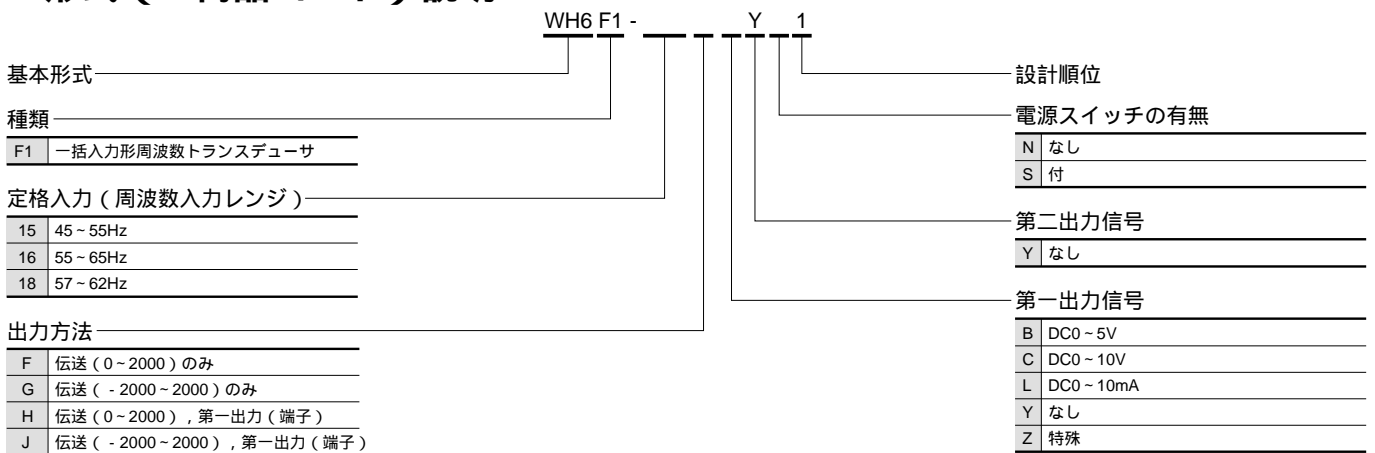 WH6 F1 - Y 1
基本形式
種類
F1 一括入力形周波数トランスデューサ
定格入力(周波数入力レンジ)
15 45~55Hz
16 55~65Hz
18 57~62Hz
出力方法
F 伝送(0~2000)のみ
G 伝送( - 2000~2000)のみ
H 伝送(0~2000),第一出力(端子)
J 伝送( - 2000~2000),第一出力(端子)
設計順位
電源スイッチの有無
N なし
S 付
第二出力信号
Y なし
第一出力信号
B DC0~5V
C DC0~10V
L DC0~10mA
Y なし
Z 特殊